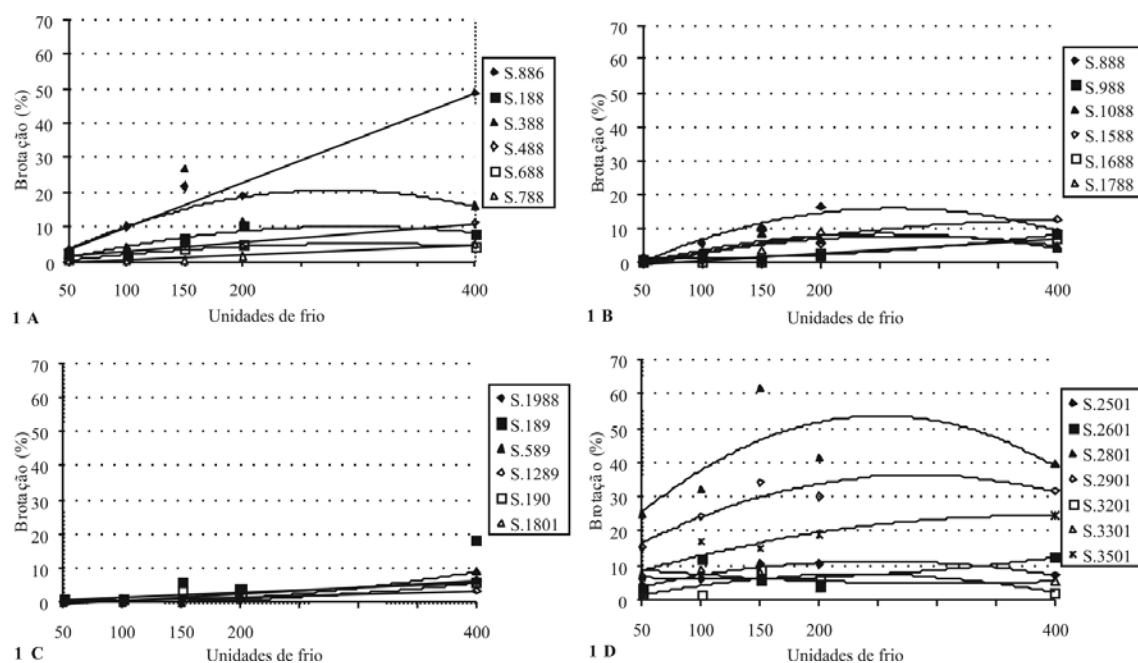 70
60
50
40
30
20
10
0
Brotação (%)
50 100 150 200 400
Unidades de frio
1 A
S.886
S.188
S.388
S.488
S.688
S.788
70
60
50
40
30
20
10
0
Brotação (%)
50 100 150 200 400
Unidades de frio
1 B
S.888
S.988
S.1088
S.1588
S.1688
S.1788
70
60
50
40
30
20
10
0
Brotação (%)
50 100 150 200 400
Unidades de frio
1 C
S.1988
S.189
S.589
S.1289
S.190
S.1801
70
60
50
40
30
20
10
0
Brotação (%)
50 100 150 200 400
Unidades de frio
1 D
S.2501
S.2601
S.2801
S.2901
S.3201
S.3301
S.3501